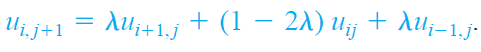 u_{i,j+1} = λu_{i+1,j} + (1 − 2λ) u_{ij} + λu_{i−1,j}.